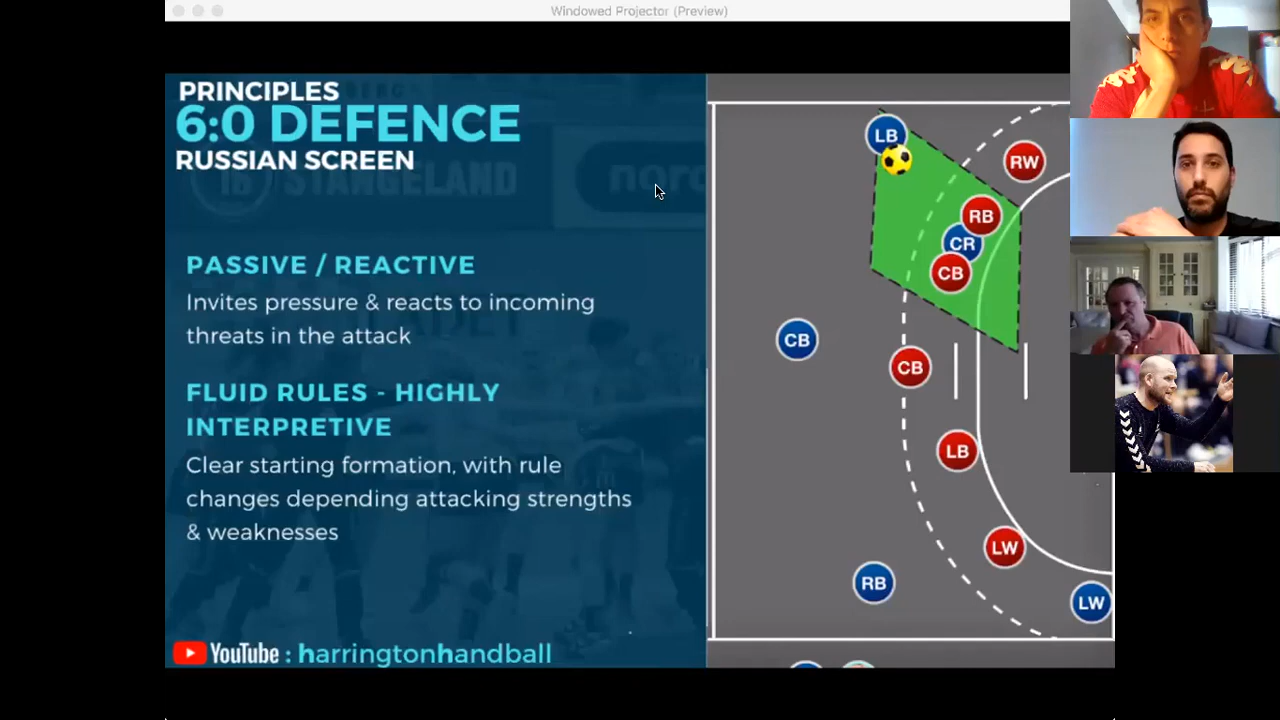 Windowed Projector (Preview)
PRINCIPLES
6:0 DEFENCE
RUSSIAN SCREEN
STANGELAND
PASSIVE / REACTIVE
Invites pressure & reacts to incoming
threats in the attack
FLUID RULES - HIGHLY
INTERPRETIVE
Clear starting formation, with rule
changes depending attacking strengths
& weaknesses
YouTube : harringtonhandball
LB
RW
RB
CR
CB
CB
CB
LB
LW
RB
LW